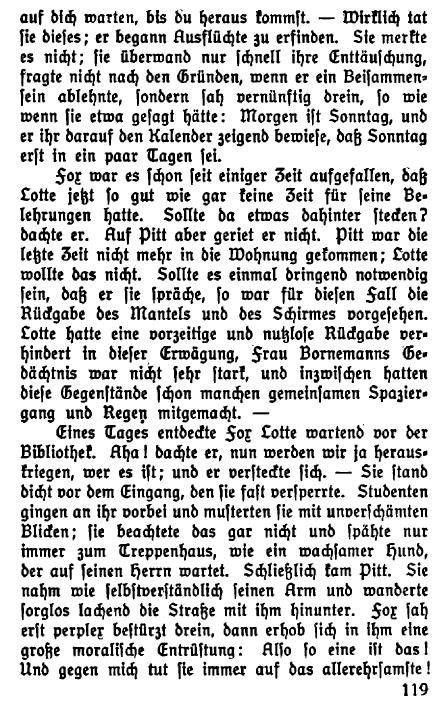 auf dich warten, bis du heraus kommst. — Wirklich tat
sie dieses; er begann Ausflüchte zu erfinden. Sie merkte
es nicht; sie überwand nur schnell ihre Enttäuschung,
fragte nicht nach den Gründen, wenn er ein Beisammen-
sein ablehnte, sondern sah vernünftig drein, so wie
wenn sie etwa gesagt hätte: Morgen ist Sonntag, und
er ihr darauf den Kalender zeigend bewiese, daß Sonntag
erst in ein paar Tagen sei.
Fox war es schon seit einiger Zeit aufgefallen, daß
Lotte jetzt so gut wie gar keine Zeit für seine Be-
lehrungen hatte. Sollte da etwas dahinter stecken?
dachte er. Auf Pitt aber geriet er nicht. Pitt war die
letzte Zeit nicht mehr in die Wohnung gekommen; Lotte
wollte das nicht. Sollte es einmal dringend notwendig
sein, daß er sie spräche, so war für diesen Fall die
Rückgabe des Mantels und des Schirmes vorgesehen.
Lotte hatte eine vorzeitige und nutzlose Rückgabe ver-
hindert in dieser Erwägung, Frau Bornemanns Ge-
dächtnis war nicht sehr stark, und inzwischen hatten
diese Gegenstände schon manchen gemeinsamen Spazier-
gang und Regen mitgemacht. —
Eines Tages entdeckte Fox Lotte wartend vor der
Bibliothek. Aha! dachte er, nun werden wir ja heraus-
kriegen, wer es ist; und er versteckte sich. — Sie stand
dicht vor dem Eingang, den sie fast versperrte. Studenten
gingen an ihr vorbei und musterten sie mit unverschämten
Blicken; sie beachtete das gar nicht und spähte nur
immer zum Treppenhaus, wie ein wachsamer Hund,
der auf seinen Herrn wartet. Schließlich kam Pitt. Sie
nahm wie selbstverständlich seinen Arm und wanderte
sorglos lachend die Straße mit ihm hinunter. Fox sah
erst perplex bestürzt drein, dann erhob sich in ihm eine
große moralische Entrüstung: Also so eine ist das!
Und gegen mich tut sie immer auf das allerehrsamste!
119